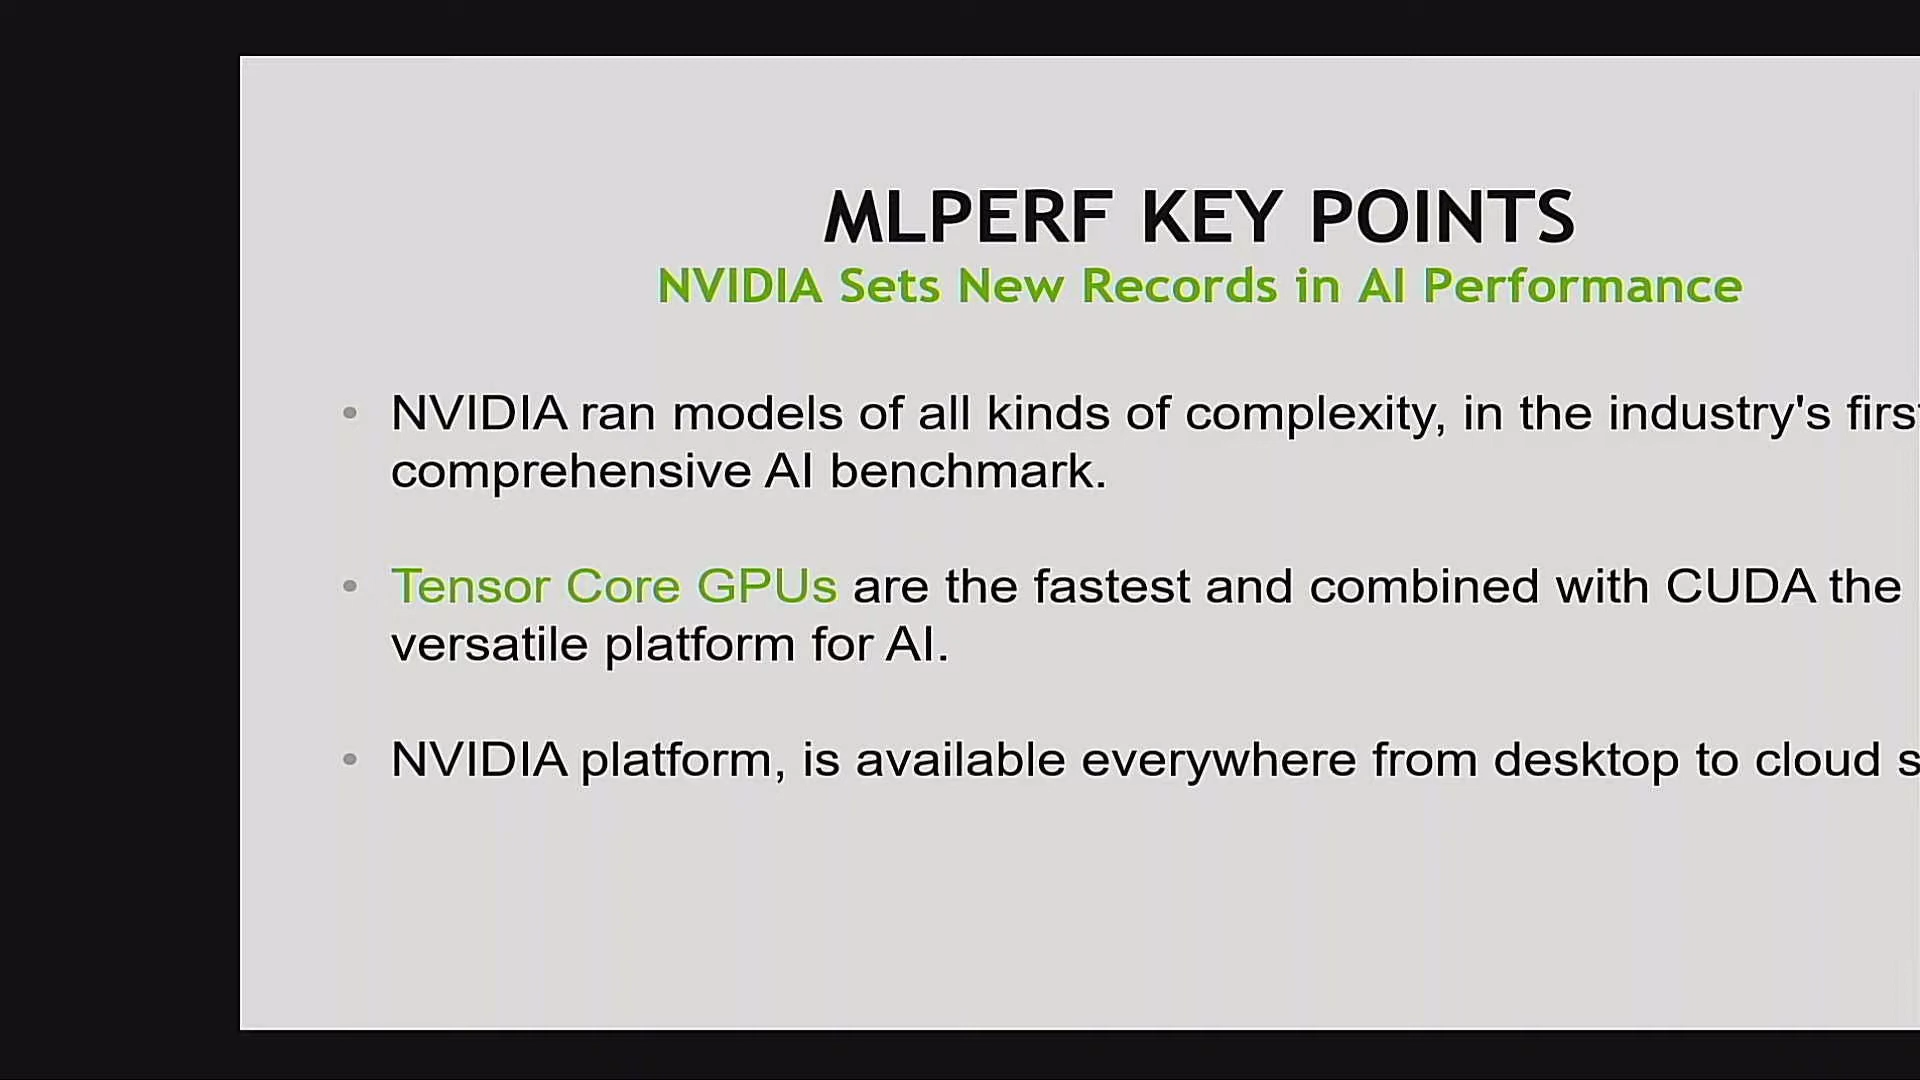 MLPERF KEY POINTS
NVIDIA Sets New Records in AI Performance
• NVIDIA ran models of all kinds of complexity, in the industry's
comprehensive AI benchmark.
• Tensor Core GPUs are the fastest and combined with CUDA the
versatile platform for AI.
• NVIDIA platform, is available everywhere from desktop to cloud